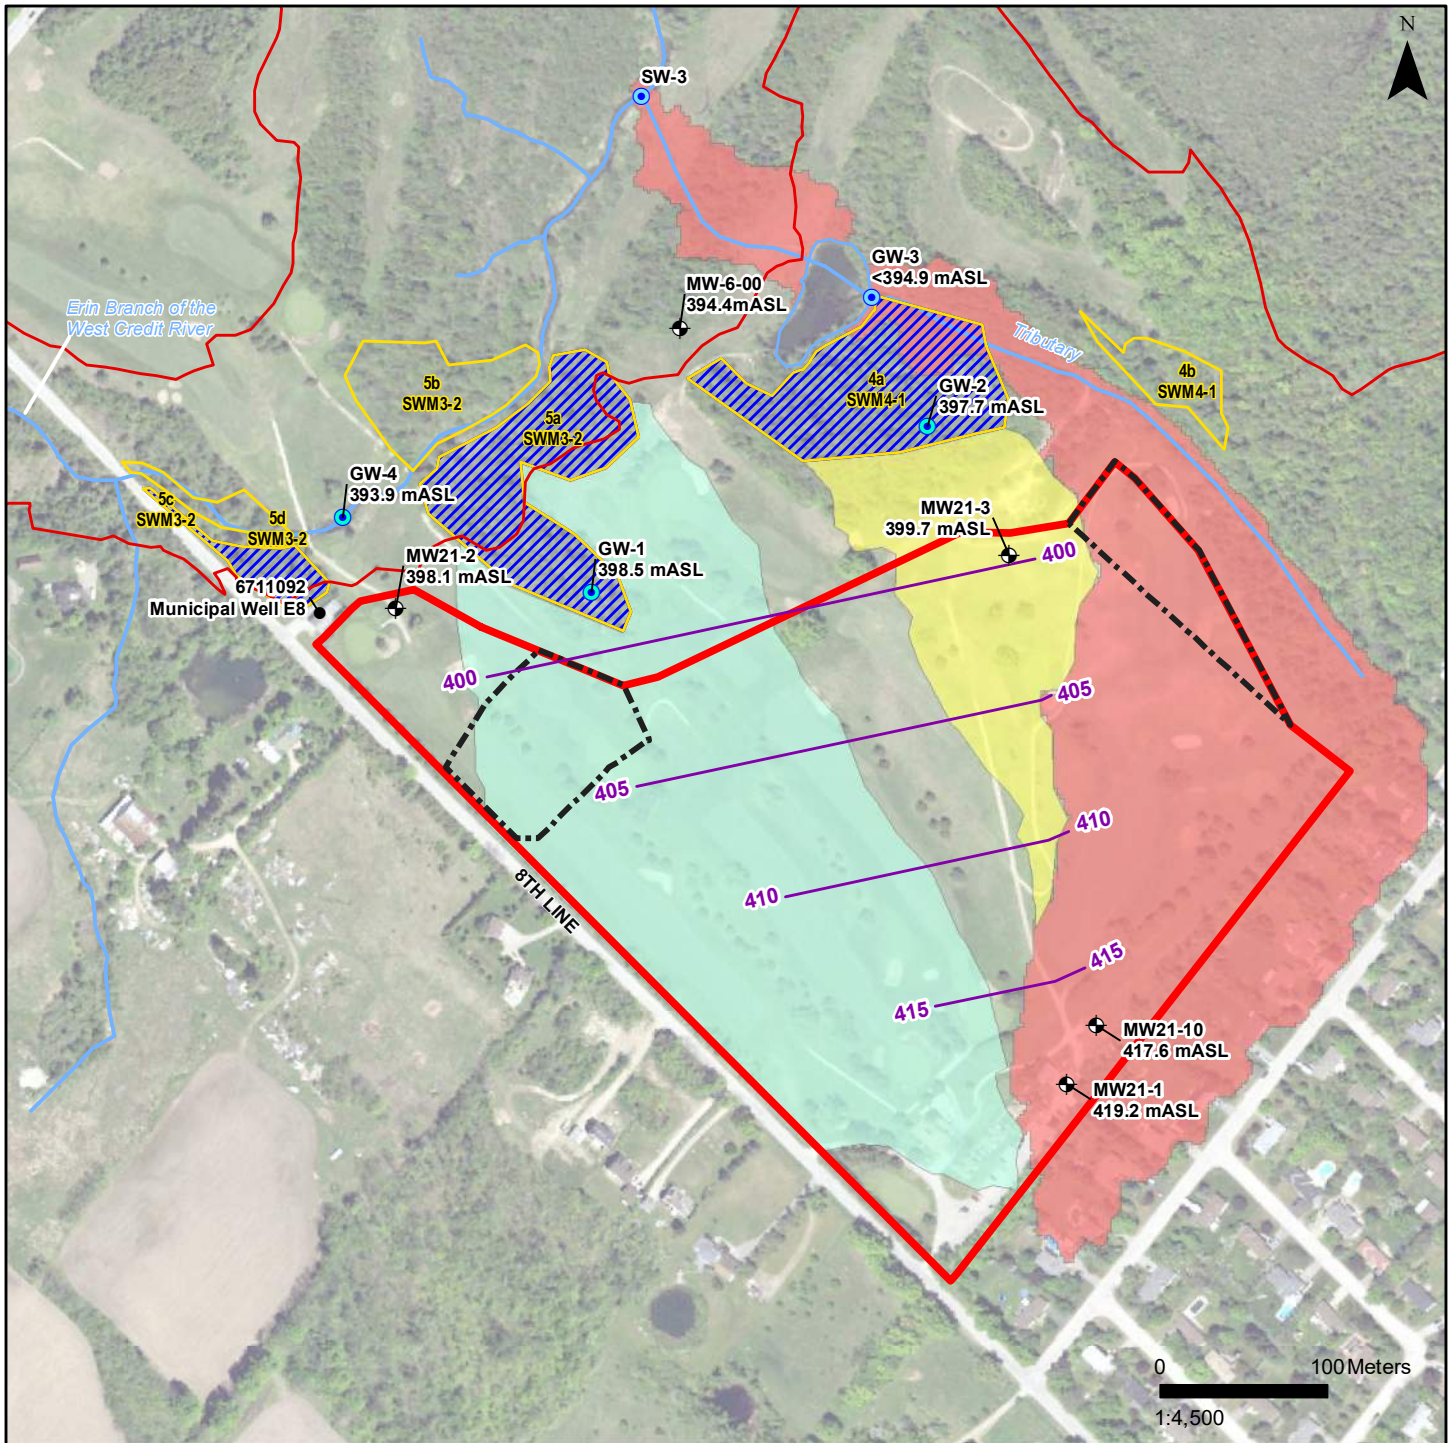 N
SW-3
GW-3
<394.9 mASL
MW-6-00
394.4mASL
Erin Branch of the
West Credit River
Tributary
5b
SWM3-2
4a
SWM4-1
4b
SWM4-1
GW-2
397.7 mASL
5a
SWM3-2
GW-4
393.9 mASL
5c
SWM3-2
5d
SWM3-2
MW21-3
399.7 mASL
400
GW-1
398.5 mASL
MW21-2
398.1 mASL
6711092
Municipal Well E8
400
405
405
410
410
8TH LINE
415
415
MW21-10
417.6 mASL
MW21-1
419.2 mASL
0 100 Meters
1:4,500